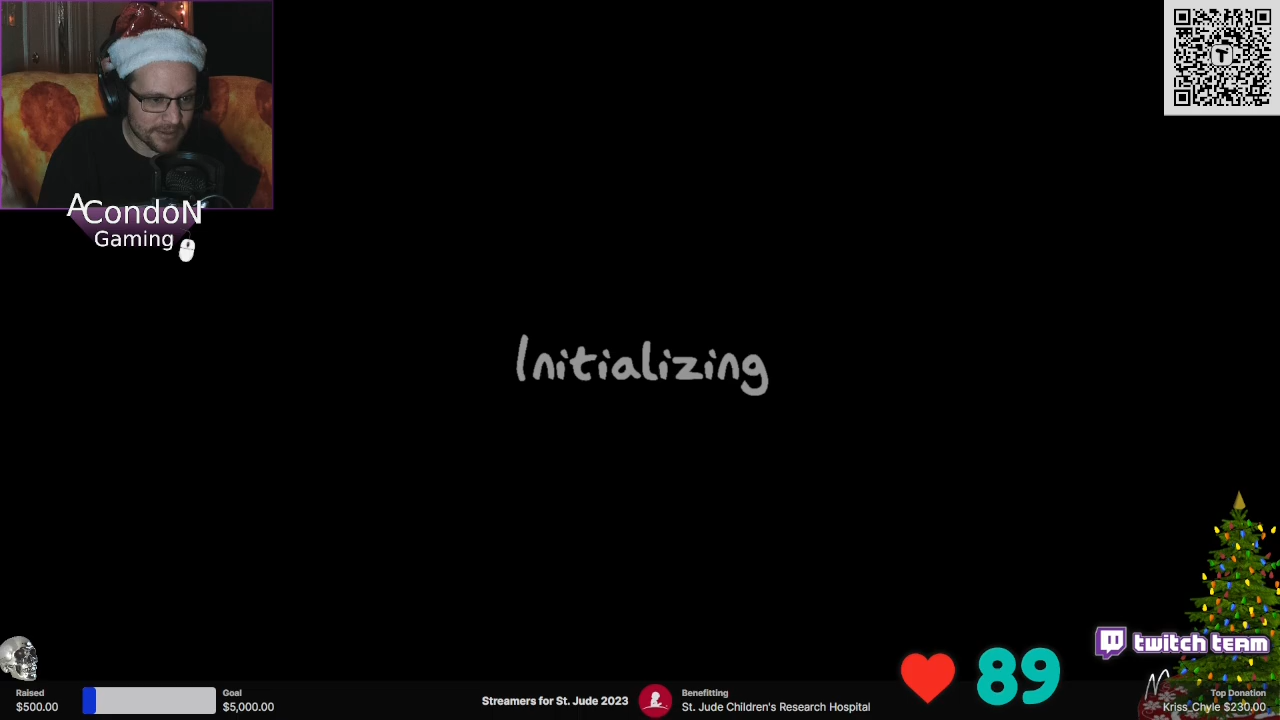 ACondoN
Gaming
Initializing
twitch team
Raised
$500.00
Goal
$5,000.00
Streamers for St. Jude 2023
Benefitting
St. Jude Children's Research Hospital
89
Top Donation
Kriss_Chyle $230.00